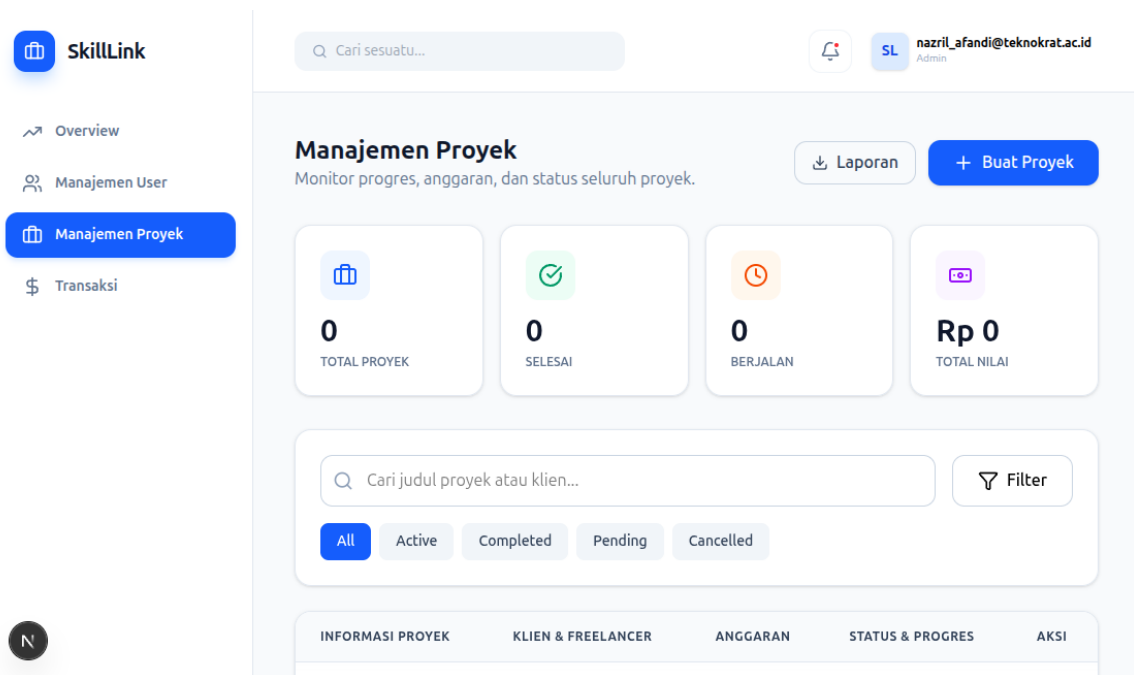 SkillLink
Cari sesuatu...
SL
nazril_afandi@teknokrat.ac.id
Admin
Overview
Manajemen User
Manajemen Proyek
Transaksi
Manajemen Proyek
Monitor progres, anggaran, dan status seluruh proyek.
Laporan
+ Buat Proyek
0
TOTAL PROYEK
0
SELESAI
0
BERJALAN
Rp 0
TOTAL NILAI
Cari judul proyek atau klien...
Filter
All
Active
Completed
Pending
Cancelled
INFORMASI PROYEK
KLIEN & FREELANCER
ANGGARAN
STATUS & PROGRES
AKSI
N